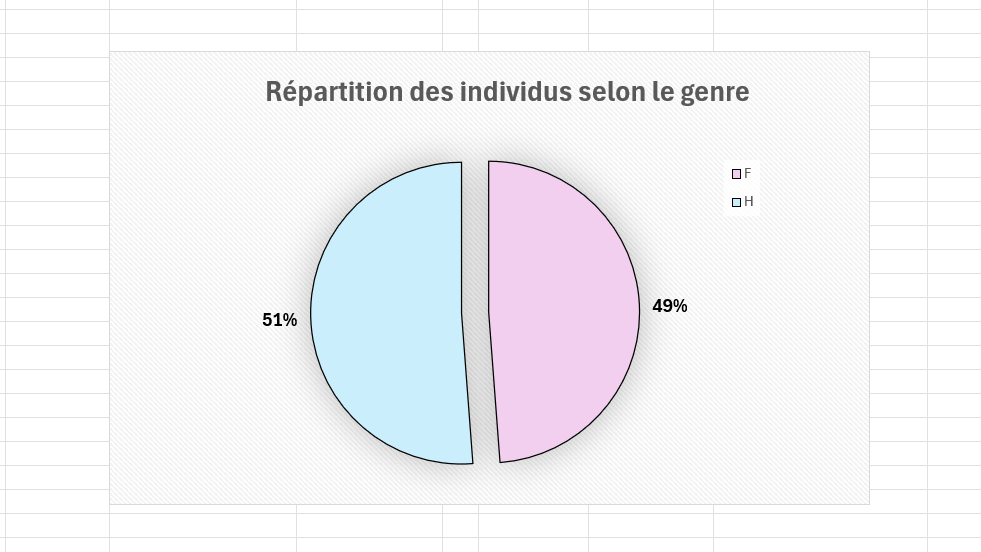 Répartition des individus selon le genre
F
H
51%
49%